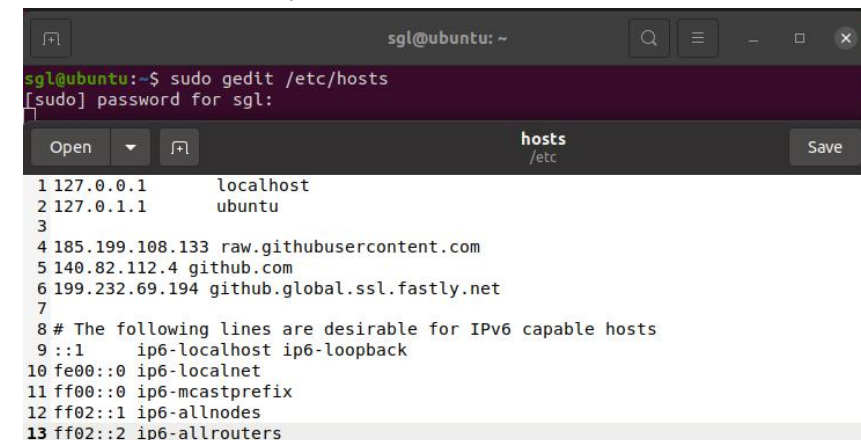 sgl@ubuntu: ~
sgl@ubuntu:~$ sudo gedit /etc/hosts
[sudo] password for sgl:
Open hosts Save
/etc
1 127.0.0.1 localhost
2 127.0.1.1 ubuntu
3
4 185.199.108.133 raw.githubusercontent.com
5 140.82.112.4 github.com
6 199.232.69.194 github.global.ssl.fastly.net
7
8 # The following lines are desirable for IPv6 capable hosts
9 ::1 ip6-localhost ip6-loopback
10 fe00::0 ip6-localnet
11 ff00::0 ip6-mcastprefix
12 ff02::1 ip6-allnodes
13 ff02::2 ip6-allrouters